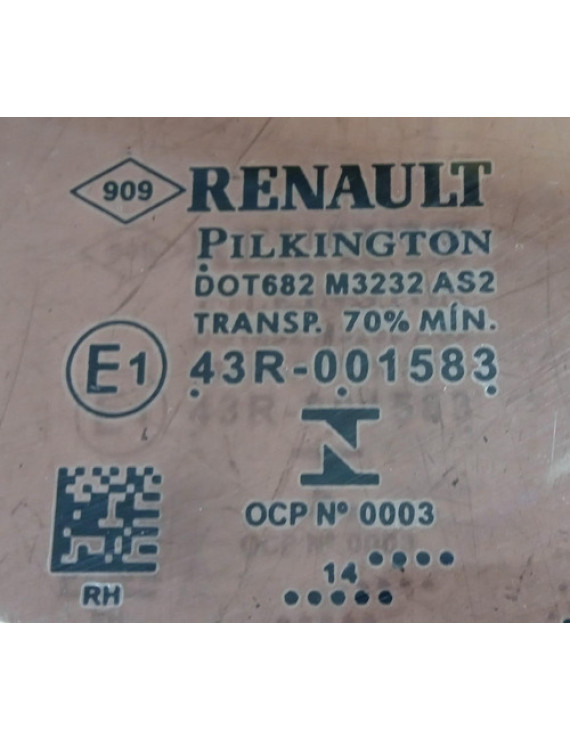 909 RENAULT
PILKINGTON
DOT682 M3232 AS2
TRANSP. 70% MÍN.
E1 43R-001583
OCP Nº 0003
14
RH